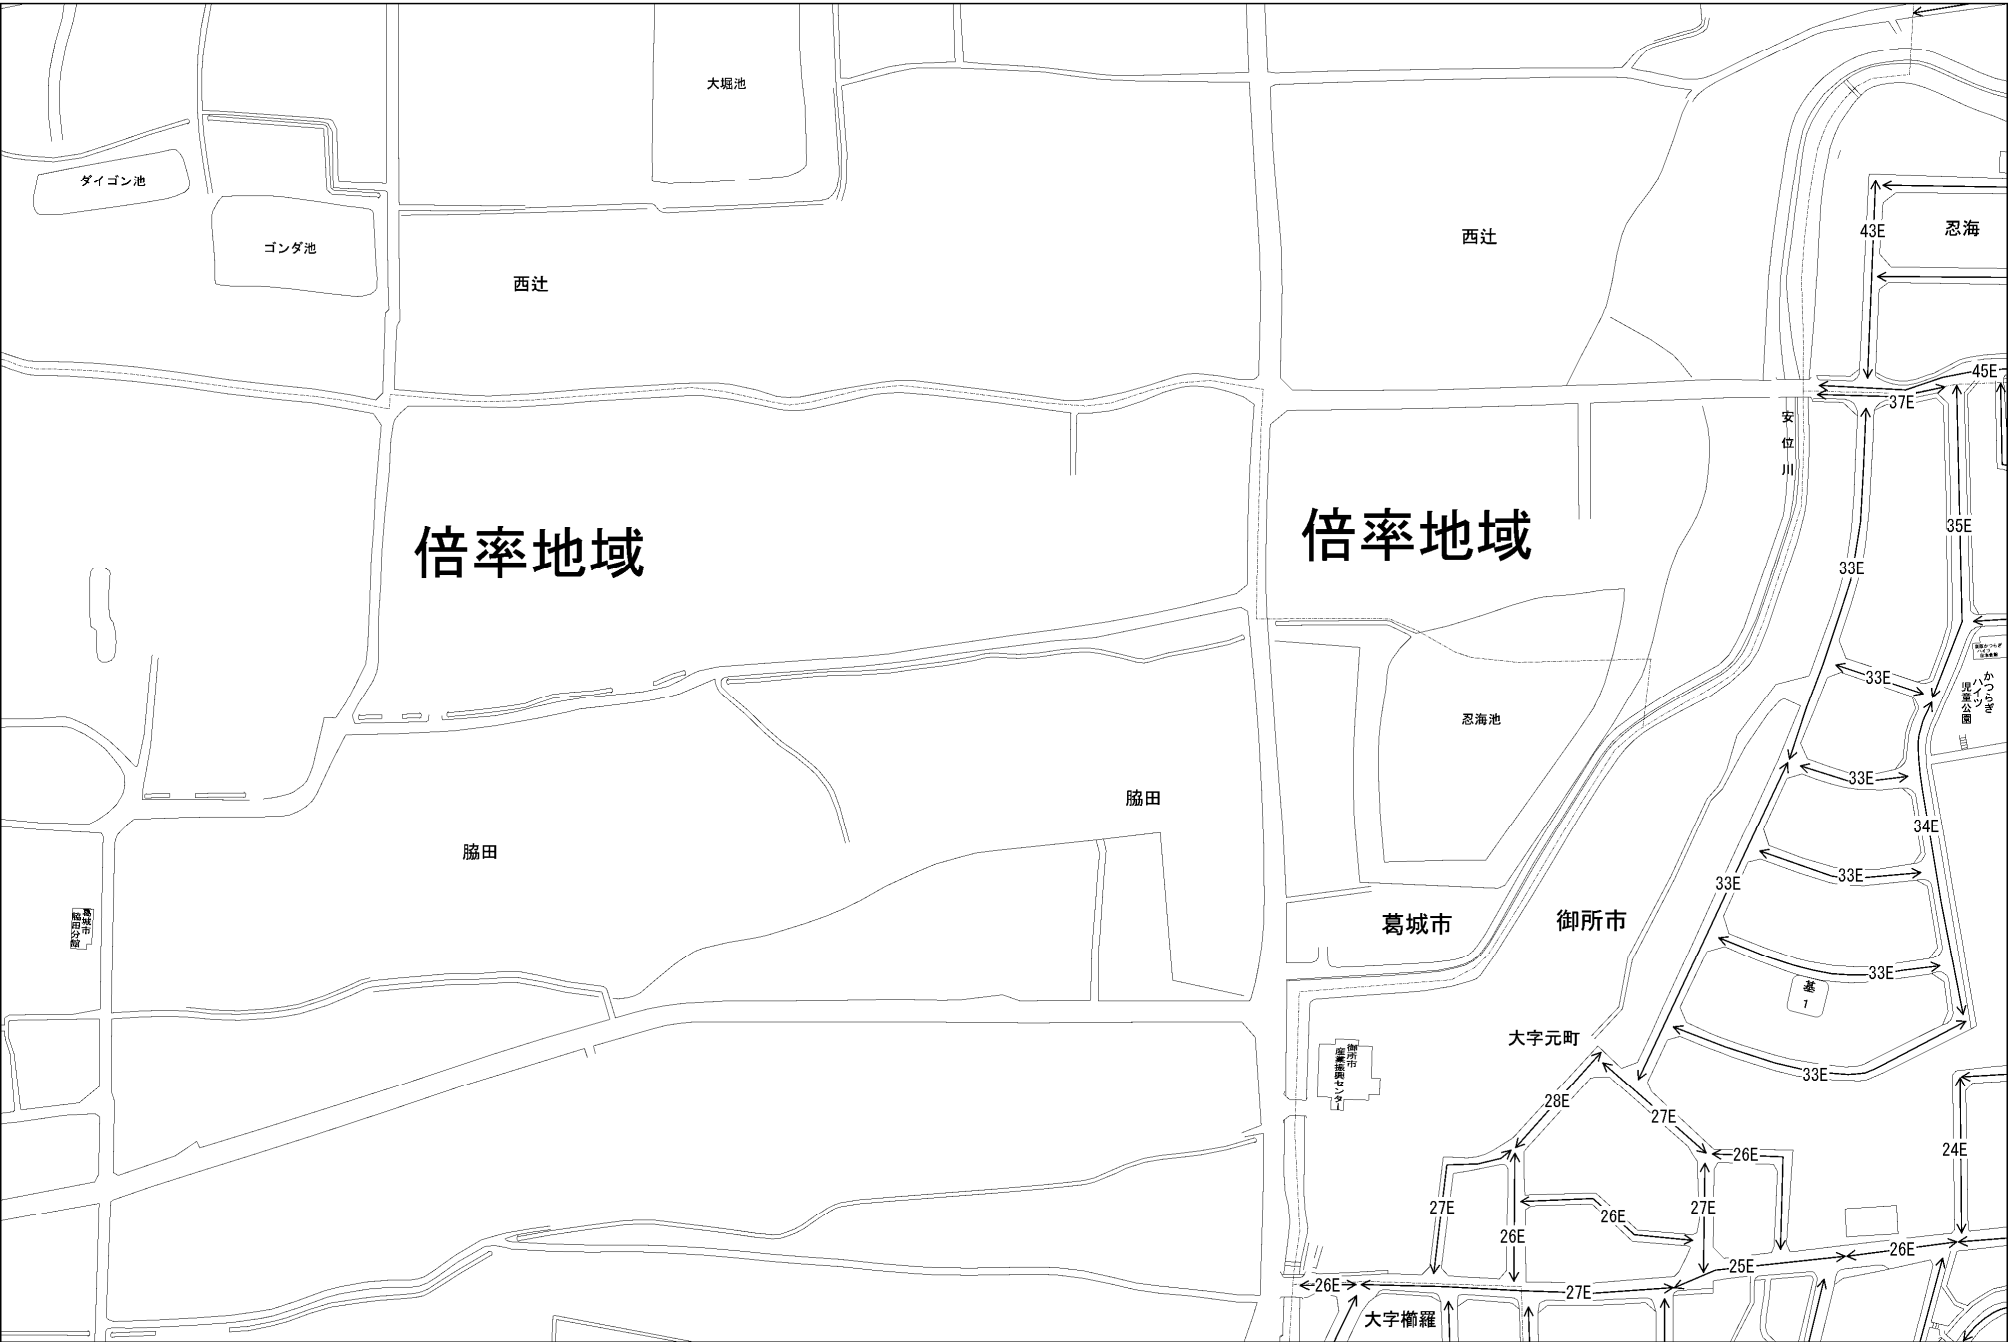 大堀池
ダイゴン池
ゴンダ池
西辻
西辻
43E
忍海
45E
37E
安位川
倍率地域
倍率地域
35E
33E
33E
かつらぎ
ハイツ
児童公園
忍海池
33E
脇田
34E
脇田
33E
33E
葛城市
脇田分館
葛城市
御所市
33E
基
1
大字元町
御所市
産業振興センター
33E
28E
27E
24E
26E
27E
27E
26E
26E
26E
25E
26E
27E
大字櫛羅